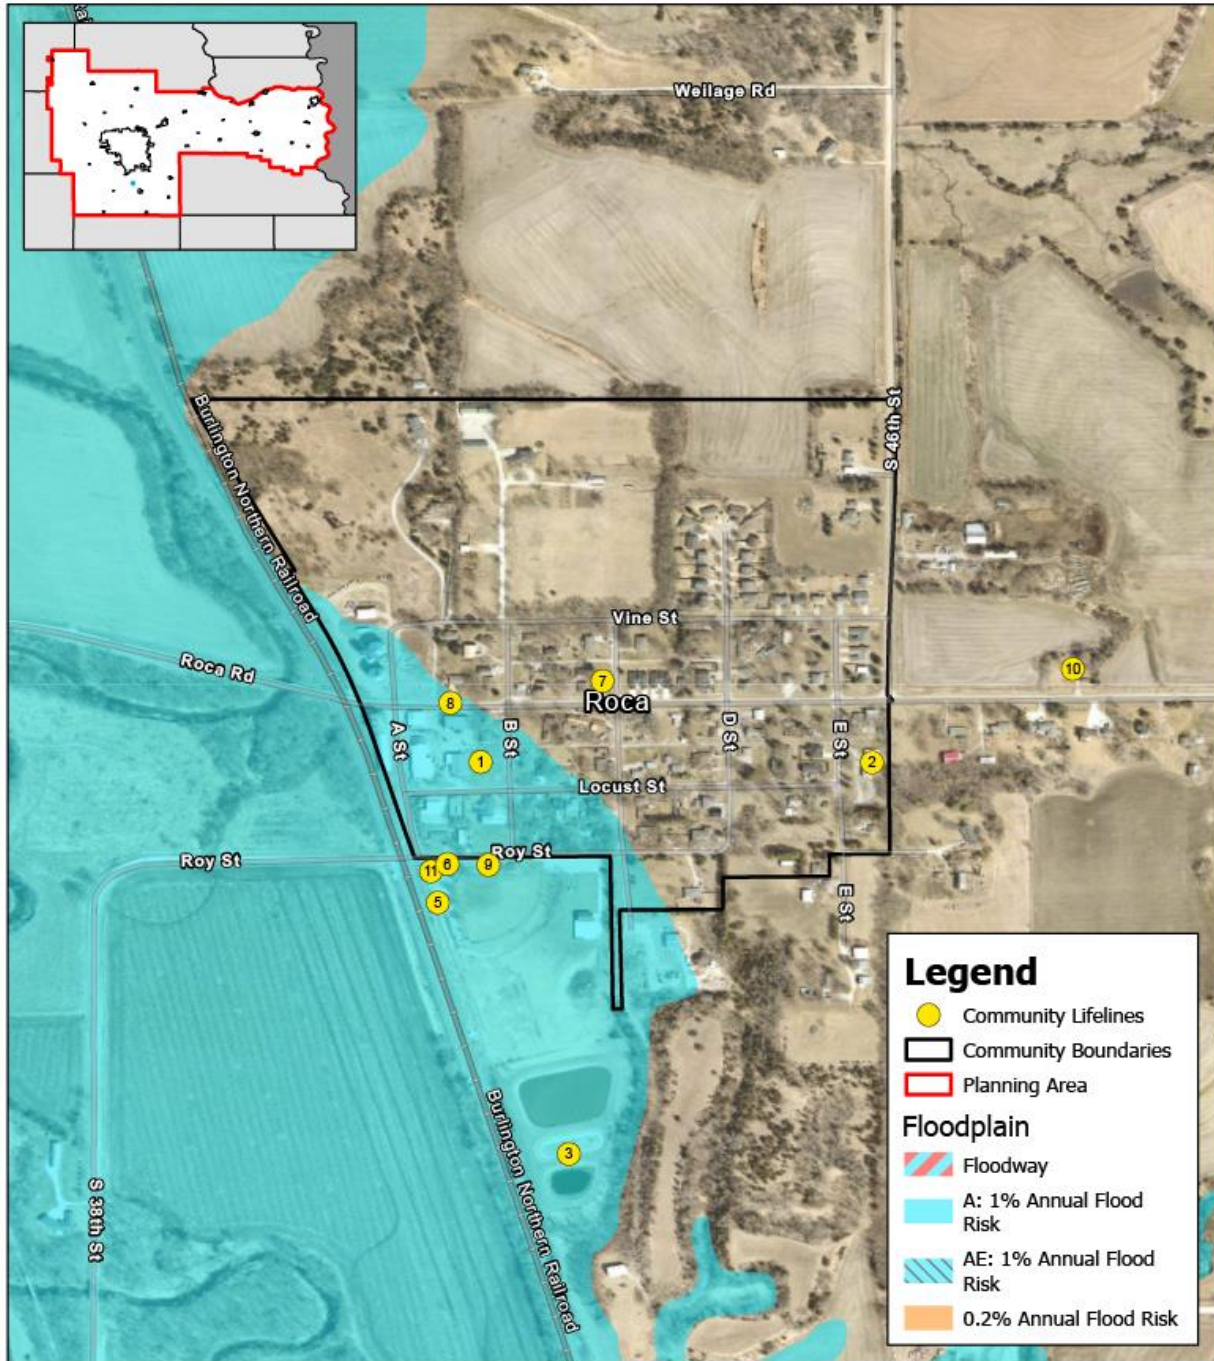 Rai
Weilage Rd
S 46th St
Burlington Northern Railroad
Vine St
Roca Rd
10
7
Roca
8
A St
B St
D St
E St
1
2
Locust St
Roy St
Roy St
11
6
9
5
E St
3
Burlington Northern Railroad
S 38th St
Legend
Community Lifelines
Community Boundaries
Planning Area
Floodplain
Floodway
A: 1% Annual Flood
Risk
AE: 1% Annual Flood
Risk
0.2% Annual Flood Risk